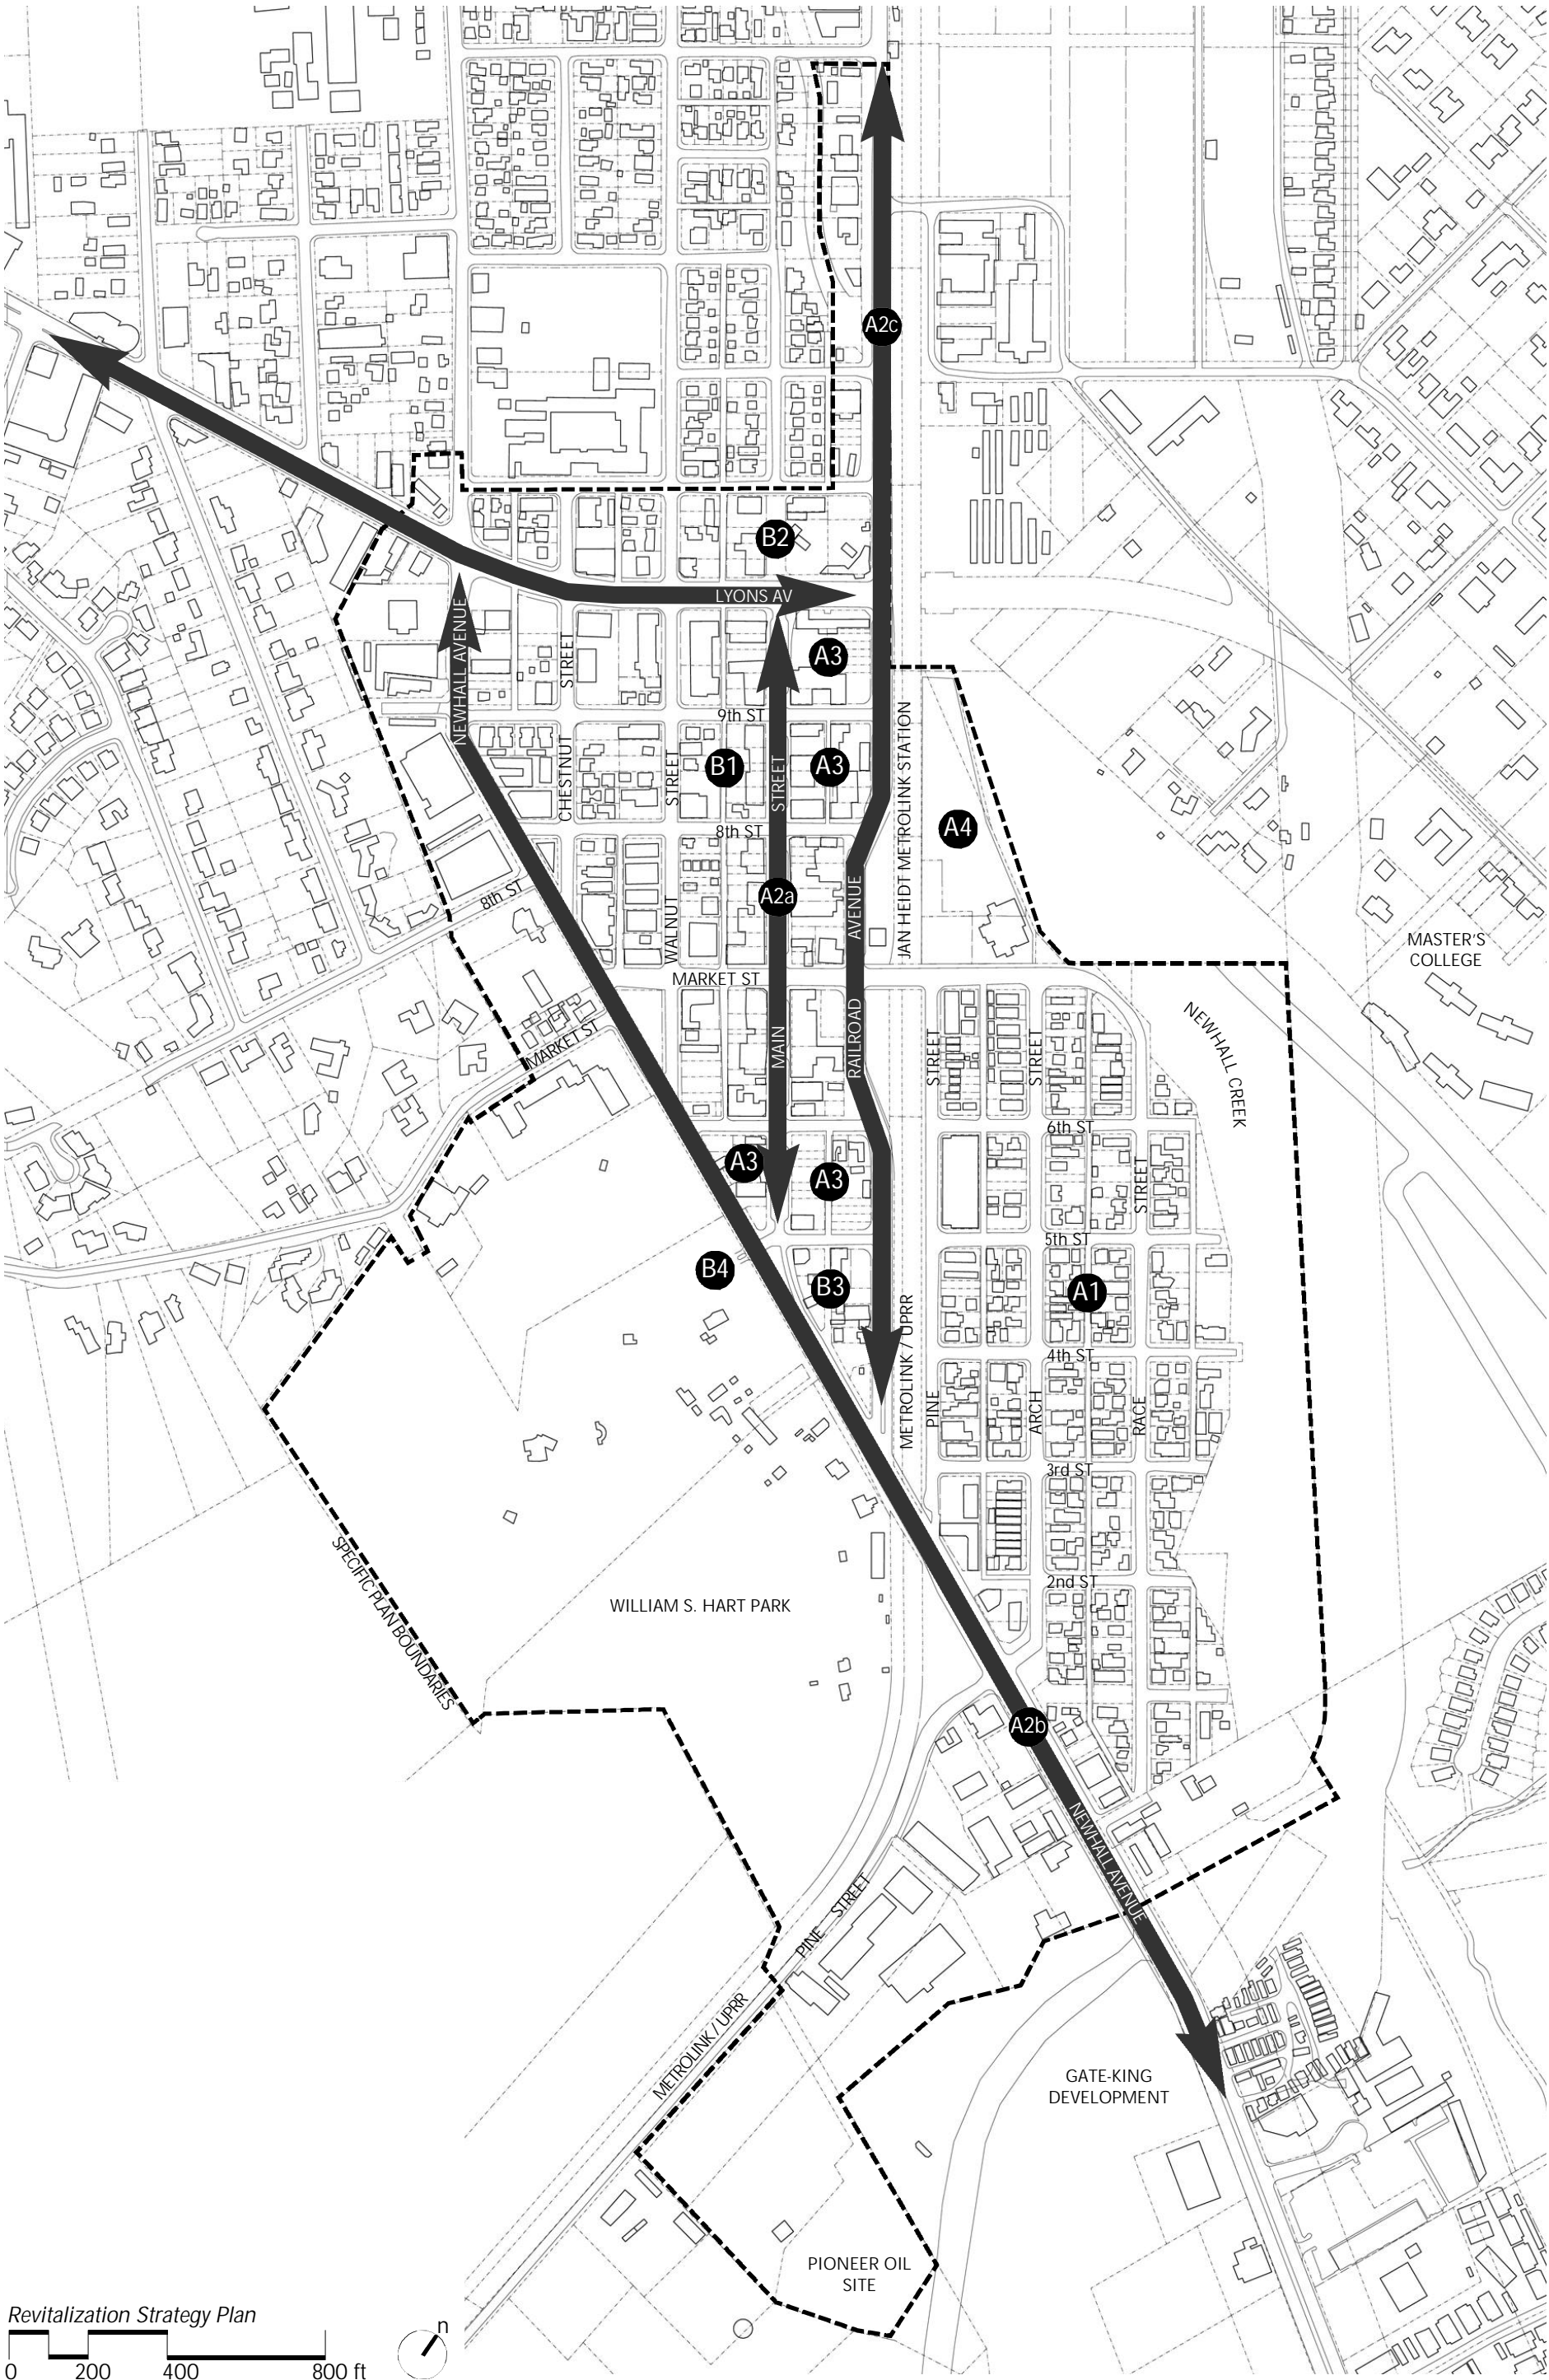 A2c
B2
LYONS AV
NEWHALL AVENUE
STREET
A3
9th ST
CHESTNUT
STREET
B1
STREET
A3
JAN HEIDT METROLINK STATION
A4
8th ST
8th ST
A2a
WALNUT
AVENUE
MASTER'S
COLLEGE
MARKET ST
MARKET ST
MAIN
RAILROAD
STREET
STREET
NEWHALL CREEK
6th ST
A3
A3
STREET
5th ST
B4
B3
A1
METROLINK / UPRR
4th ST
PINE
ARCH
RACE
3rd ST
SPECIFIC PLAN BOUNDARIES
2nd ST
WILLIAM S. HART PARK
A2b
NEWHALL AVENUE
PINE STREET
METROLINK / UPRR
GATE-KING
DEVELOPMENT
PIONEER OIL
SITE
Revitalization Strategy Plan
n
0 200 400 800 ft